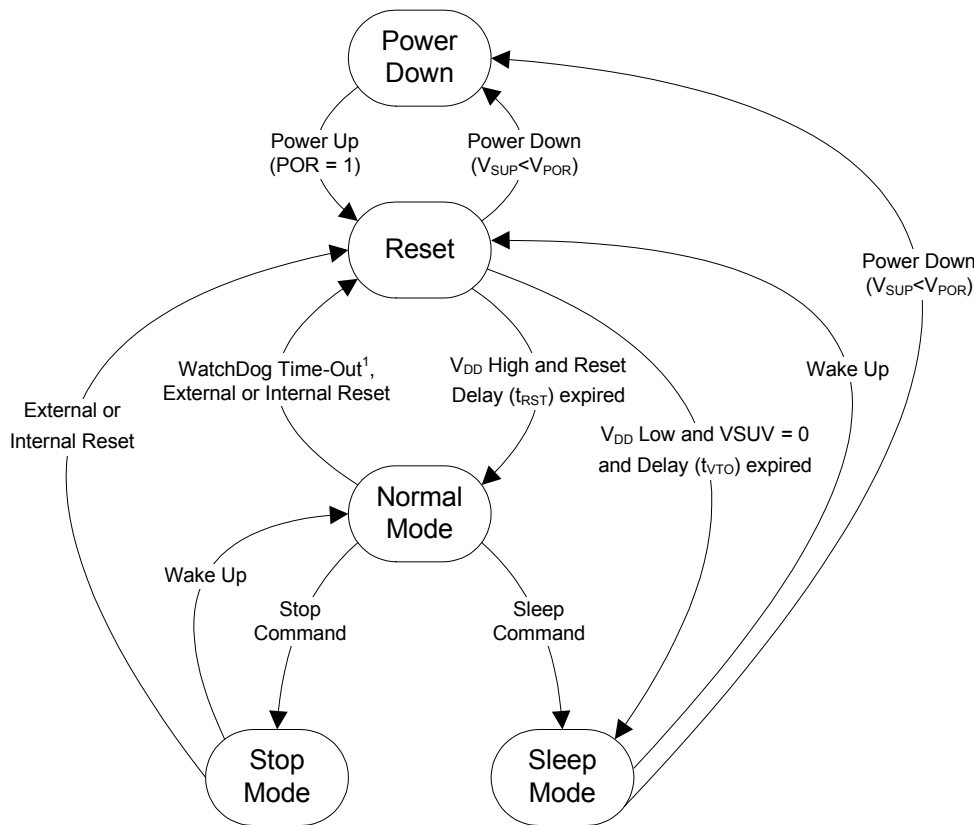 Power
Down
Power Up
(POR = 1)
Power Down
(VSUP<VPOR)
Reset
Power Down
(VSUP<VPOR)
WatchDog Time-Out1,
External or Internal Reset
VDD High and Reset
Delay (tRST) expired
Wake Up
External or
Internal Reset
VDD Low and VSUV = 0
and Delay (tVTO) expired
Normal
Mode
Wake Up
Stop
Command
Sleep
Command
Stop
Mode
Sleep
Mode